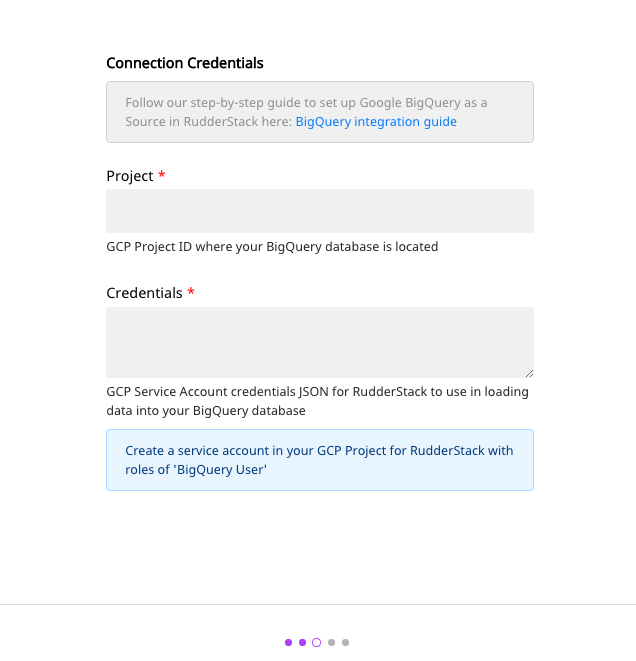 Connection Credentials
Follow our step-by-step guide to set up Google BigQuery as a
Source in RudderStack here: BigQuery integration guide
Project *
GCP Project ID where your BigQuery database is located
Credentials *
GCP Service Account credentials JSON for RudderStack to use in loading
data into your BigQuery database
Create a service account in your GCP Project for RudderStack with
roles of 'BigQuery User'